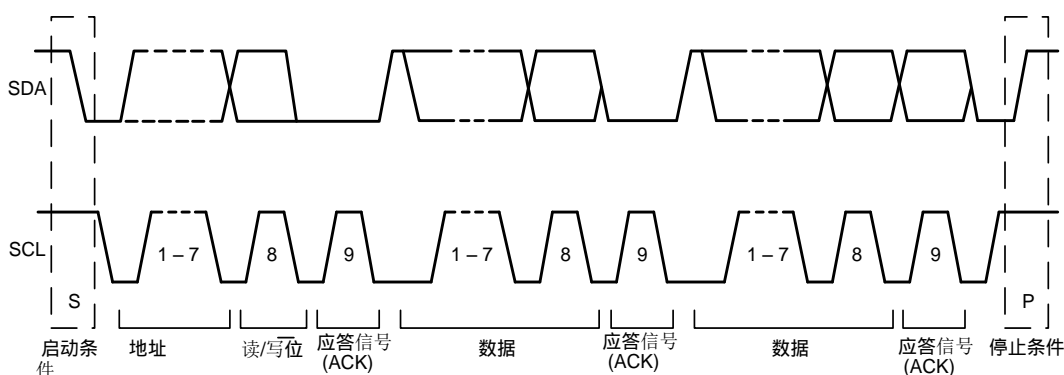 SDA
SCL
1 – 7
8
9
1 – 7
8
9
1 – 7
8
9
S
P
启动条
件
地址
读/写位
应答信号
(ACK)
数据
应答信号
(ACK)
数据
应答信号
(ACK)
停止条件